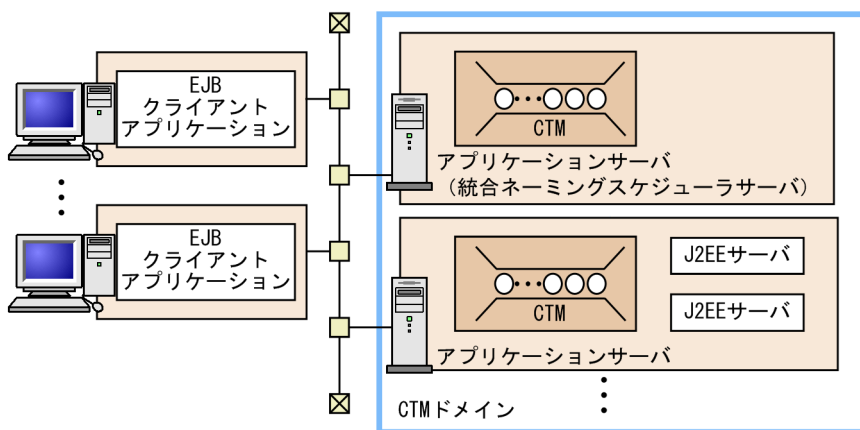 EJB
クライアント
アプリケーション
EJB
クライアント
アプリケーション
CTM
アプリケーションサーバ
(統合ネーミングスケジューラサーバ)
CTM
J2EEサーバ
J2EEサーバ
アプリケーションサーバ
CTMドメイン